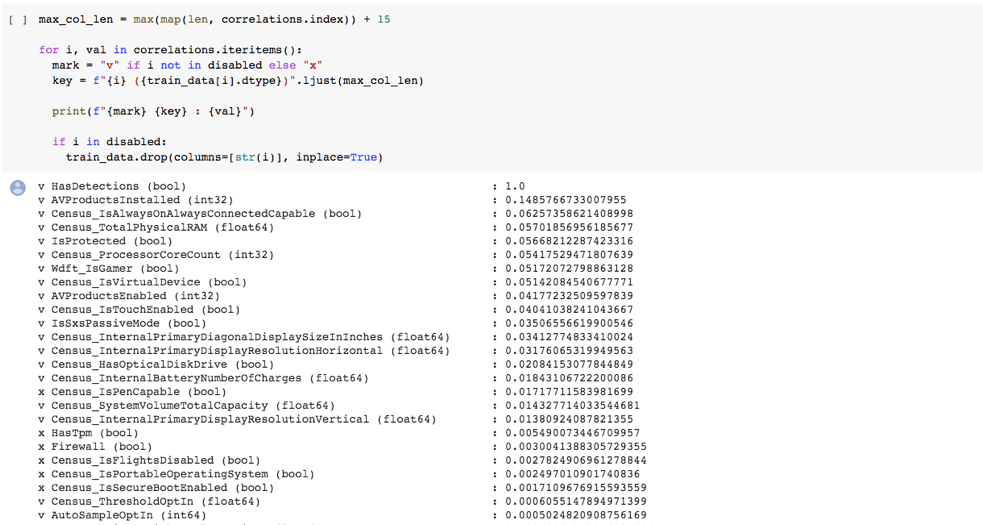 [ ] max_col_len = max(map(len, correlations.index)) + 15
for i, val in correlations.iteritems():
mark = "v" if i not in disabled else "x"
key = f"{i} ({train_data[i].dtype})".ljust(max_col_len)
print(f"{mark} {key} : {val}")
if i in disabled:
train_data.drop(columns=[str(i)], inplace=True)
v HasDetections (bool) : 1.0
v AVProductsInstalled (int32) : 0.1485766733007955
v Census_IsAlwaysOnAlwaysConnectedCapable (bool) : 0.06257358621408998
v Census_TotalPhysicalRAM (float64) : 0.05701856956185677
v IsProtected (bool) : 0.05668212287423316
v Census_ProcessorCoreCount (int32) : 0.05417529471807639
v Wdft_IsGamer (bool) : 0.05172072798863128
v Census_IsVirtualDevice (bool) : 0.05142084540677771
v AVProductsEnabled (int32) : 0.04177232509597839
v Census_IsTouchEnabled (bool) : 0.04041038241043667
v IsSxsPassiveMode (bool) : 0.03506556619900546
v Census_InternalPrimaryDiagonalDisplaySizeInInches (float64) : 0.03412774833410024
v Census_InternalPrimaryDisplayResolutionHorizontal (float64) : 0.03176065319949563
v Census_HasOpticalDiskDrive (bool) : 0.02084153077844849
v Census_InternalBatteryNumberOfCharges (float64) : 0.01843106722200086
x Census_IsPenCapable (bool) : 0.01717711583981699
v Census_SystemVolumeTotalCapacity (float64) : 0.014327714033544681
v Census_InternalPrimaryDisplayResolutionVertical (float64) : 0.01380924087821355
x HasTpm (bool) : 0.005490073446709957
x Firewall (bool) : 0.0030041388305729355
x Census_IsFlightsDisabled (bool) : 0.0027824906961278844
x Census_IsPortableOperatingSystem (bool) : 0.002497010901740836
x Census_IsSecureBootEnabled (bool) : 0.0017109676915593559
v Census_ThresholdOptIn (float64) : 0.0006055147894971399
v AutoSampleOptIn (int64) : 0.0005024820908756169